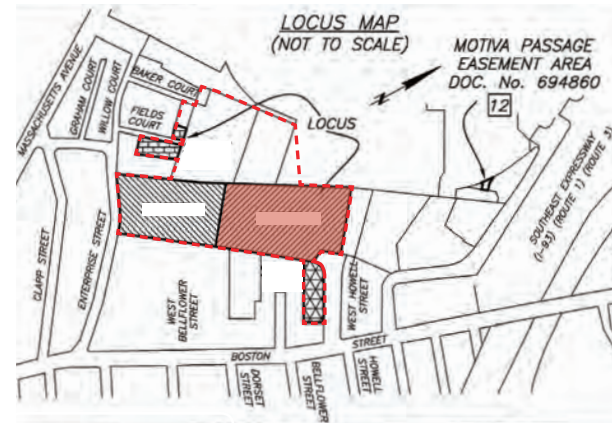 LOCUS MAP
(NOT TO SCALE)
MOTIVA PASSAGE
EASEMENT AREA
DOC. No. 694860
12
MASSACHUSETTS AVENUE
GRAHAM COURT
WILLOW COURT
BAKER COURT
FIELDS
COURT
LOCUS
SOUTHEAST EXPRESSWAY
(I-93) (ROUTE 1) (ROUTE 3)
CLAPP STREET
ENTERPRISE STREET
WEST
BELLFLOWER
STREET
WEST HOWELL
STREET
BOSTON
STREET
DORSET
STREET
BELLFLOWER
STREET
HOWELL
STREET